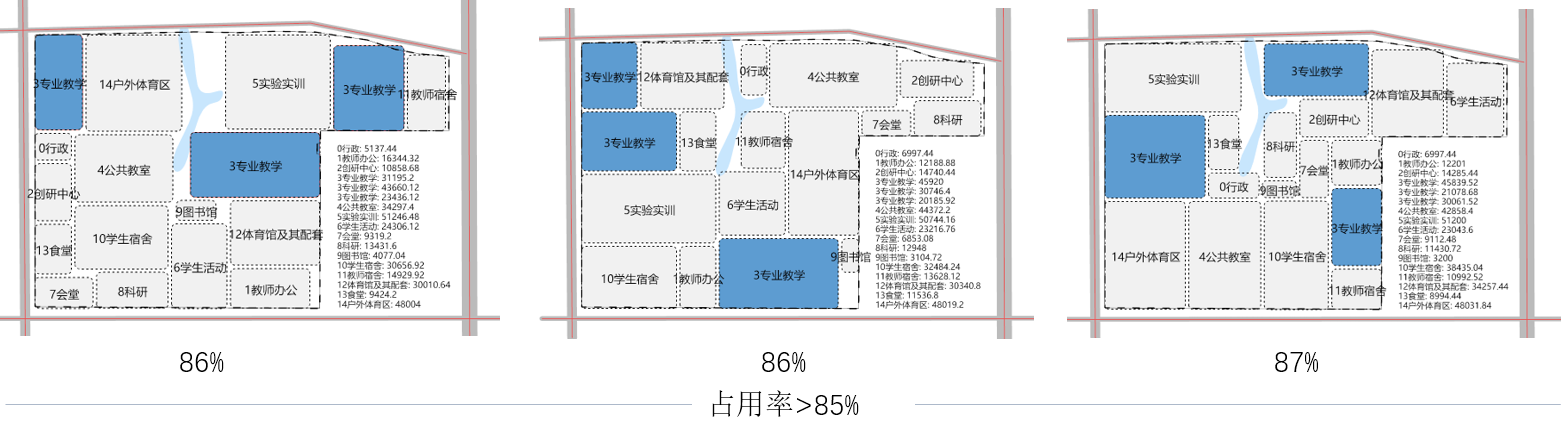 3专业教学
14户外体育区
5实验实训
3专业教学
11教师宿舍
0行政
4公共教室
3专业教学
2创研中心
9图书馆
10学生宿舍
12体育馆及其配套
13食堂
6学生活动
7会堂
8科研
1教师办公
0行政: 5137.44
1教师办公: 16344.32
2创研中心: 10858.68
3专业教学: 31195.2
3专业教学: 43660.12
3专业教学: 23436.12
4公共教室: 34297.4
5实验实训: 51246.48
6学生活动: 24306.12
7会堂: 9319.2
8科研: 13431.6
9图书馆: 4077.04
10学生宿舍: 30656.92
11教师宿舍: 14929.92
12体育馆及其配套: 30010.64
13食堂: 9424.2
14户外体育区: 48004
86%
3专业教学
12体育馆及其配套
0行政
4公共教室
2创研中心
3专业教学
13食堂
11教师宿舍
7会堂
8科研
14户外体育区
5实验实训
6学生活动
10学生宿舍
1教师办公
3专业教学
9图书馆
0行政: 6997.44
1教师办公: 12188.88
2创研中心: 14740.44
3专业教学: 45920
3专业教学: 30746.4
3专业教学: 20185.92
4公共教室: 44372.2
5实验实训: 50744.16
6学生活动: 23216.76
7会堂: 6853.08
8科研: 12948
9图书馆: 3104.72
10学生宿舍: 32484.24
11教师宿舍: 13628.12
12体育馆及其配套: 30340.8
13食堂: 11536.8
14户外体育区: 48019.2
86%
5实验实训
3专业教学
12体育馆及其配套
6学生活动
2创研中心
3专业教学
13食堂
8科研
7会堂
1教师办公
0行政
9图书馆
3专业教学
14户外体育区
4公共教室
10学生宿舍
11教师宿舍
0行政: 6997.44
1教师办公: 12201
2创研中心: 14285.44
3专业教学: 45839.52
3专业教学: 21078.68
3专业教学: 30061.52
4公共教室: 42858.4
5实验实训: 51200
6学生活动: 23043.6
7会堂: 9112.48
8科研: 11430.72
9图书馆: 3200
10学生宿舍: 38435.04
11教师宿舍: 10992.52
12体育馆及其配套: 34257.44
13食堂: 8994.44
14户外体育区: 48031.84
87%
占用率>85%